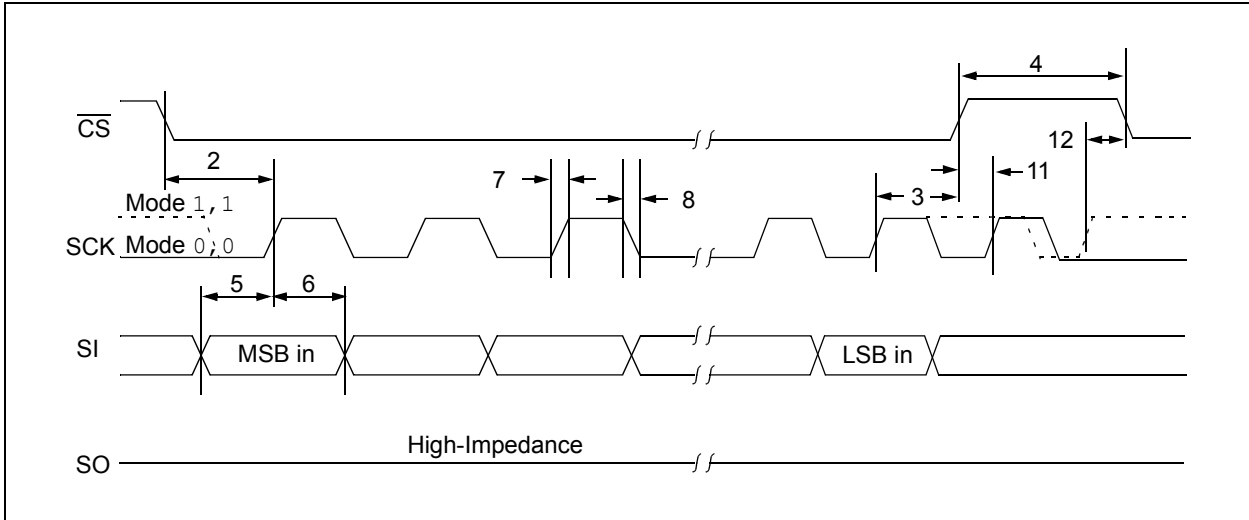 4
CS
12
2
11
7
8
3
Mode 1,1
SCK Mode 0,0
5
6
SI
MSB in
LSB in
High-Impedance
SO